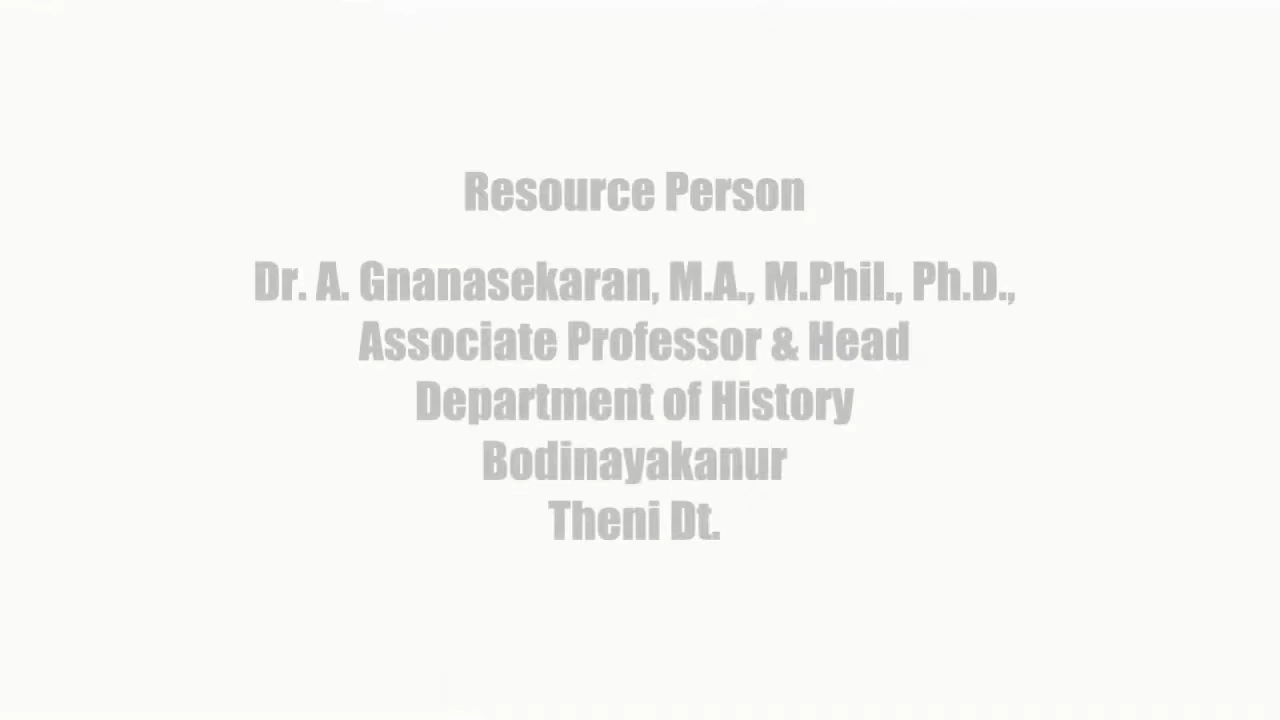 Resource Person
Dr. A. Gnanasekaran, M.A., M.Phil., Ph.D.,
Associate Professor & Head
Department of History
Bodinayakanur
Theni Dt.